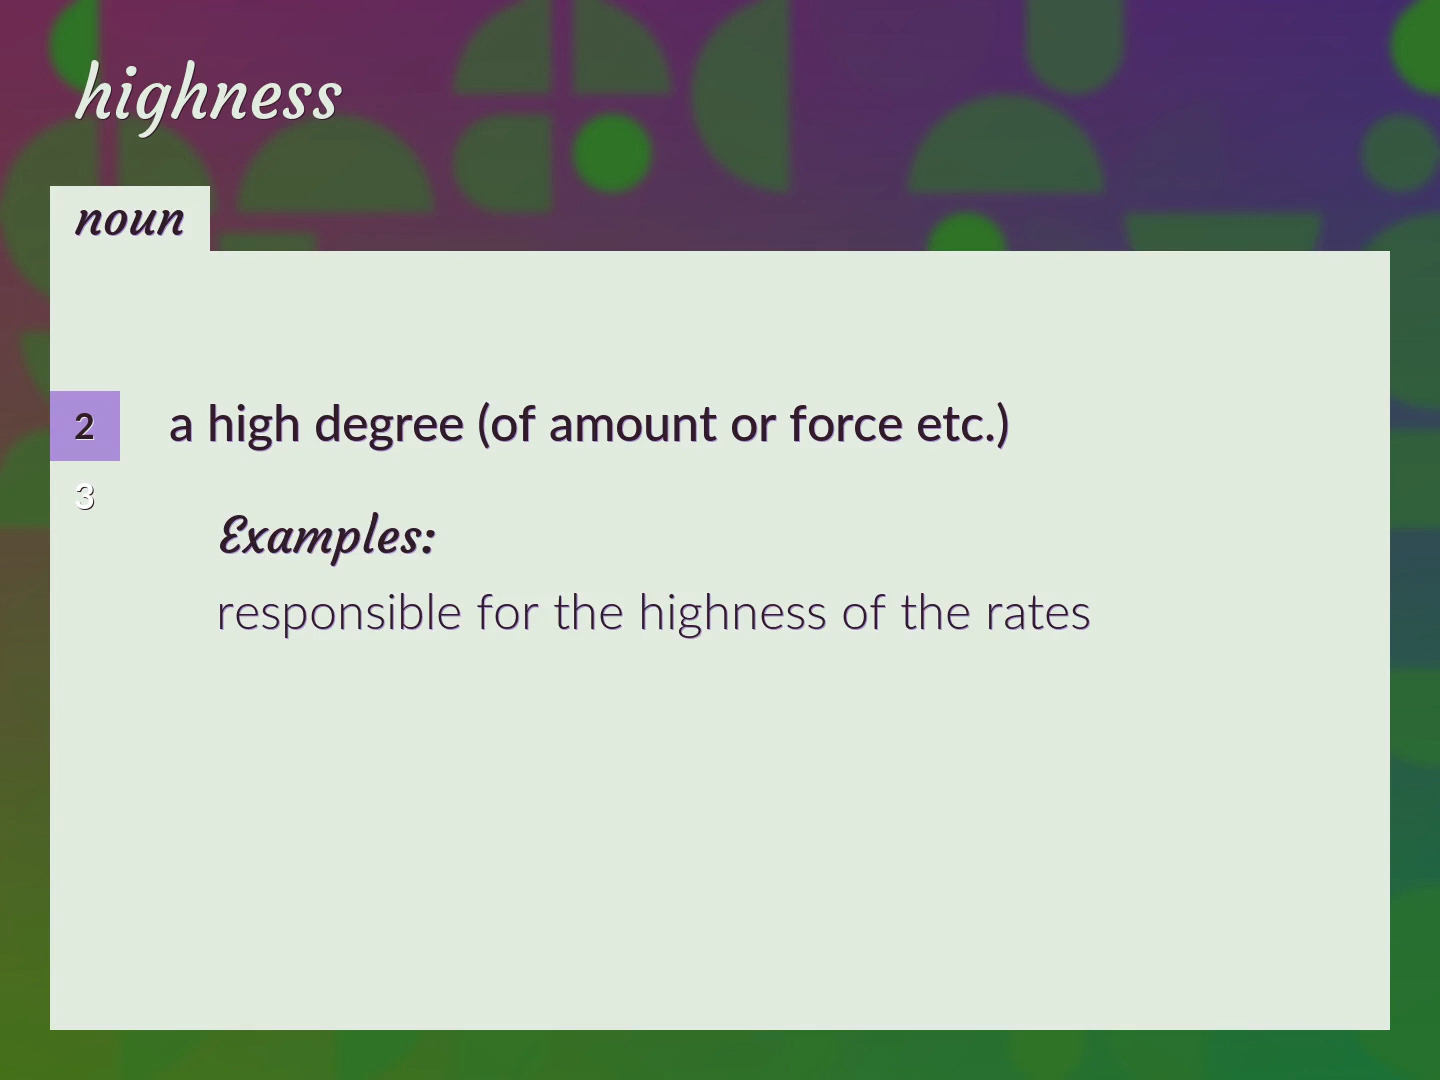 highness
noun
2
a high degree (of amount or force etc.)
3
Examples:
responsible for the highness of the rates